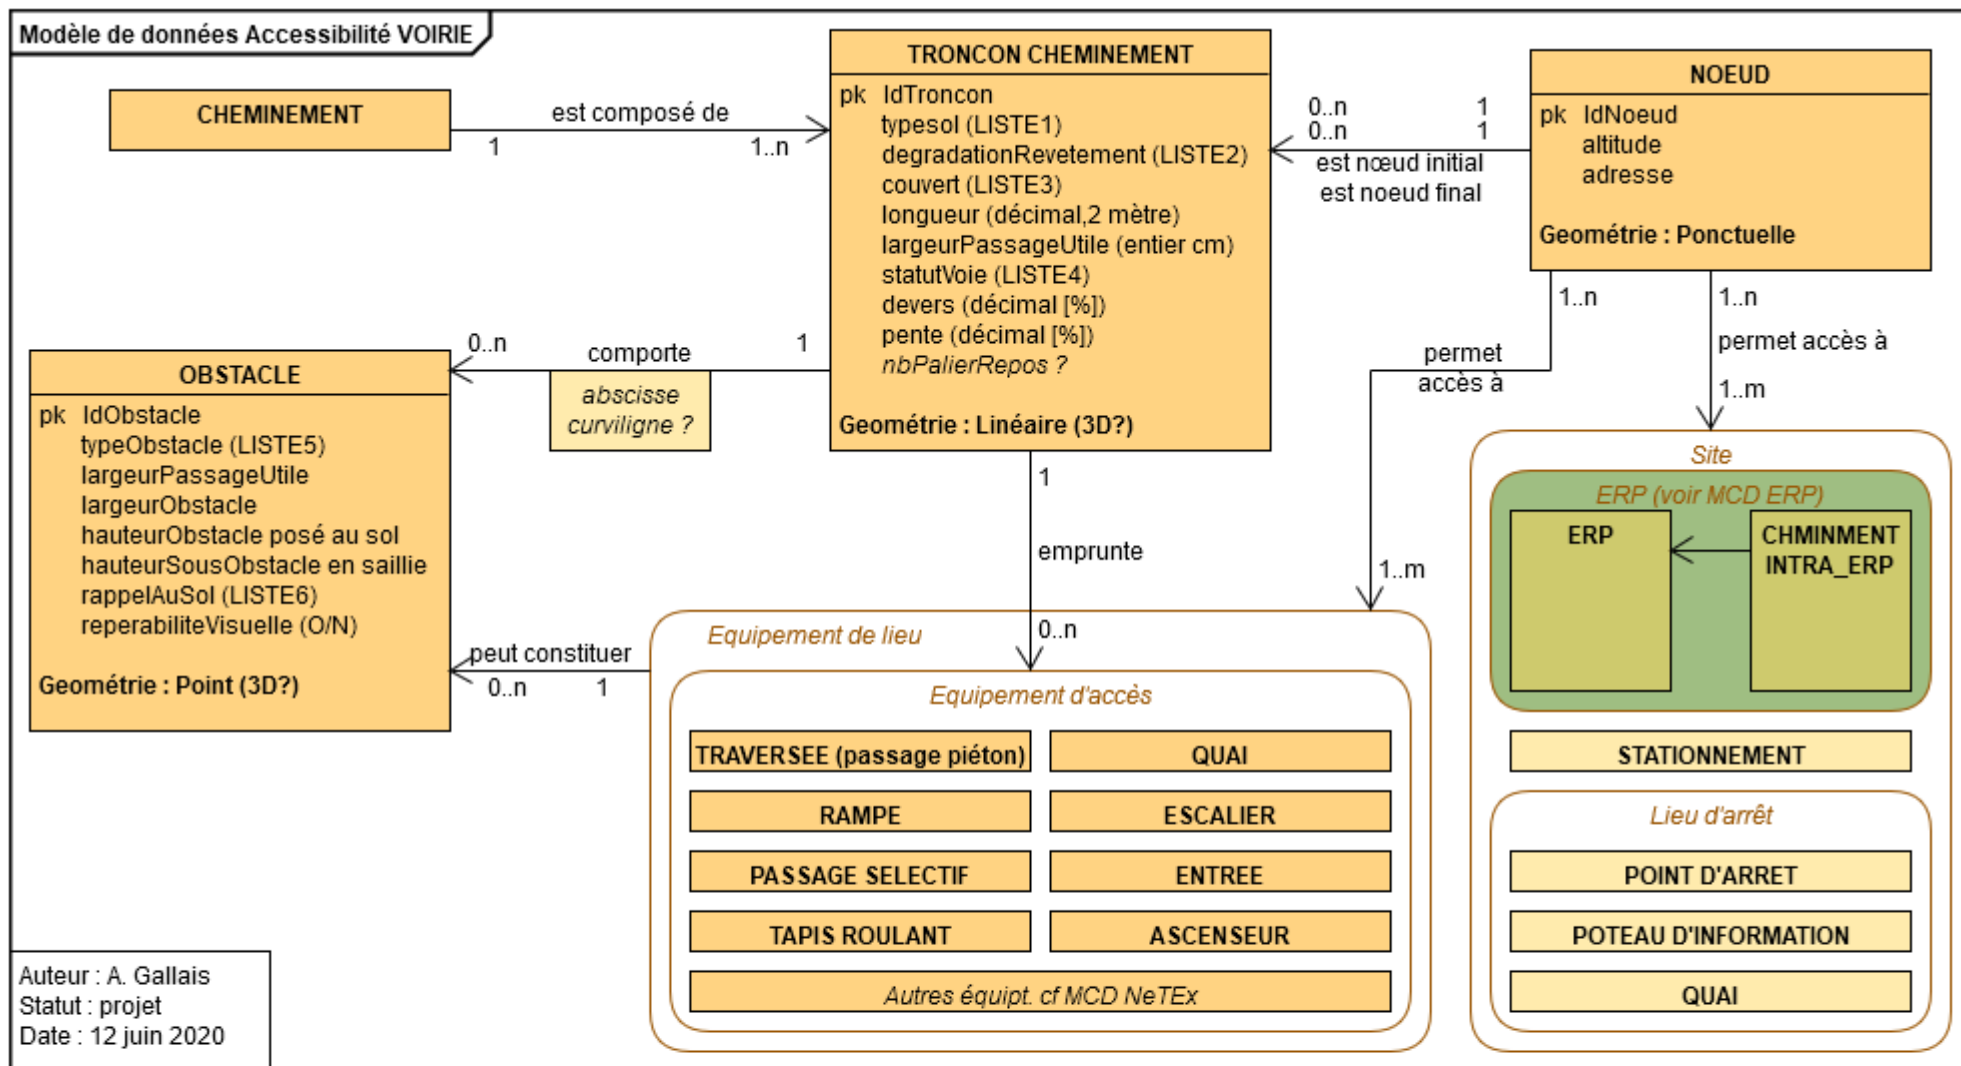 Modèle de données Accessibilité VOIRIE
CHEMINEMENT
est composé de
1
1..n
TRONCON CHEMINEMENT
pk IdTroncon
typesol (LISTE1)
degradationRevetement (LISTE2)
couvert (LISTE3)
longueur (décimal,2 mètre)
largeurPassageUtile (entier cm)
statutVoie (LISTE4)
devers (décimal [%])
pente (décimal [%])
nbPalierRepos ?
Geométrie : Linéaire (3D?)
0..n 1
0..n 1
est nœud initial
est noeud final
NOEUD
pk IdNoeud
altitude
adresse
Geométrie : Ponctuelle
1..n
permet
accès à
1..m
1..n
permet accès à
1..m
0..n
comporte
1
abscisse
curviligne ?
OBSTACLE
pk IdObstacle
typeObstacle (LISTE5)
largeurPassageUtile
largeurObstacle
hauteurObstacle posé au sol
hauteurSousObstacle en saillie
rappelAuSol (LISTE6)
reperabiliteVisuelle (O/N)
Geométrie : Point (3D?)
1
emprunte
0..n
peut constituer
0..n 1
Equipement de lieu
Equipement d'accès
TRAVERSEE (passage piéton)
QUAI
RAMPE
ESCALIER
PASSAGE SELECTIF
ENTREE
TAPIS ROULANT
ASCENSEUR
Autres équipt. cf MCD NeTEx
Site
ERP (voir MCD ERP)
ERP
CHMINMENT
INTRA_ERP
STATIONNEMENT
Lieu d'arrêt
POINT D'ARRET
POTEAU D'INFORMATION
QUAI
Auteur : A. Gallais
Statut : projet
Date : 12 juin 2020